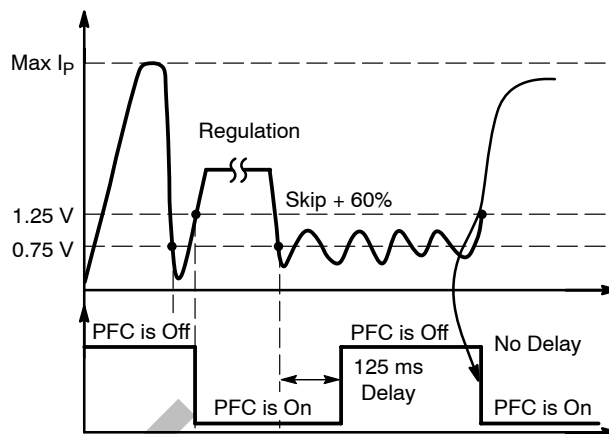 Max IP
Regulation
Skip + 60%
1.25 V
0.75 V
PFC is Off
PFC is Off
No Delay
125 ms
Delay
PFC is On
PFC is On